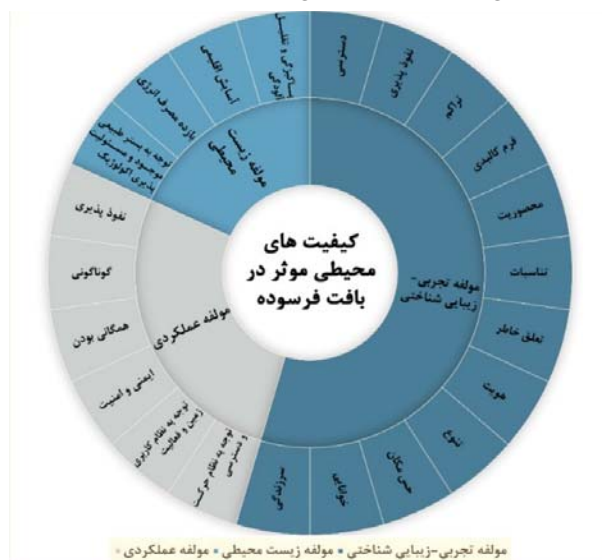 کیفیت های
محیطی موثر در
بافت فرسوده
مولفه تجربی-
زیبایی شناختی
دسترسی
نفوذ پذیری
تراکم
فرم کالبدی
محصوریت
تناسبات
تعلق خاطر
هویت
تنوع
حس مکان
خوانایی
سرزندگی
مولفه عملکردی
توجه به نظام حرکت
و دسترسی
توجه به نظام کاربری
زمین و فعالیت
ایمنی و امنیت
همگانی بودن
گوناگونی
نفوذ پذیری
مولفه زیست
محیطی
توجه به بستر طبیعی
موجود و مسئولیت
پذیری اکولوژیک
بازده مصرف انرژی
آسایش اقلیمی
پاکیزگی و تقلیل
آلودگی
مولفه تجربی-زیبایی شناختی ▪ مولفه زیست محیطی ▪ مولفه عملکردی ▪